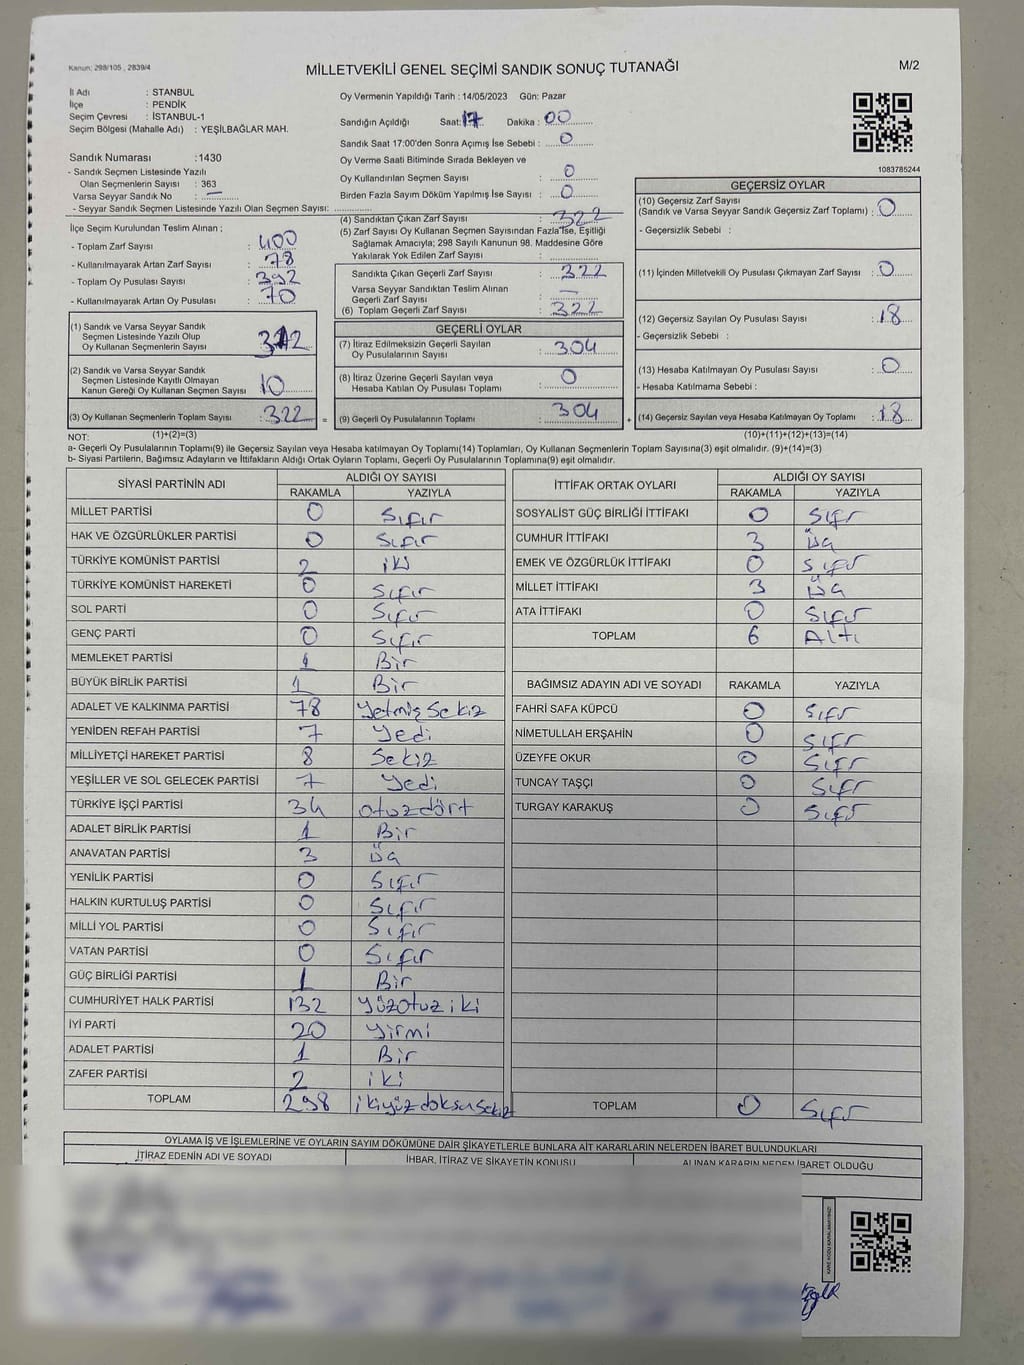 Kanun: 298/105 , 2839/4
MİLLETVEKİLİ GENEL SEÇİMİ SANDIK SONUÇ TUTANAĞI
M/2
İl Adı : STANBUL
İlçe : PENDİK
Seçim Çevresi : İSTANBUL-1
Seçim Bölgesi (Mahalle Adı) : YEŞİLBAĞLAR MAH.
Sandık Numarası :1430
- Sandık Seçmen Listesinde Yazılı
Olan Seçmenlerin Sayısı : 363
Varsa Seyyar Sandık No : —
- Seyyar Sandık Seçmen Listesinde Yazılı Olan Seçmen Sayısı:
İlçe Seçim Kurulundan Teslim Alınan ;
- Toplam Zarf Sayısı : 400
- Kullanılmayarak Artan Zarf Sayısı : 78
- Toplam Oy Pusulası Sayısı : 392
- Kullanılmayarak Artan Oy Pusulası : 70
(1) Sandık ve Varsa Seyyar Sandık
Seçmen Listesinde Yazılı Olup
Oy Kullanan Seçmenlerin Sayısı : 312
(2) Sandık ve Varsa Seyyar Sandık
Seçmen Listesinde Kayıtlı Olmayan
Kanun Gereği Oy Kullanan Seçmen Sayısı : 10
(3) Oy Kullanan Seçmenlerin Toplam Sayısı : 322 =
Oy Vermenin Yapıldığı Tarih : 14/05/2023 Gün: Pazar
Sandığın Açıldığı Saat: 17 Dakika : 00
Sandık Saat 17:00'den Sonra Açımış İse Sebebi : 0
Oy Verme Saati Bitiminde Sırada Bekleyen ve
Oy Kullandırılan Seçmen Sayısı : 0
Birden Fazla Sayım Döküm Yapılmış İse Sayısı : 0
(4) Sandıktan Çıkan Zarf Sayısı : 322
(5) Zarf Sayısı Oy Kullanan Seçmen Sayısından Fazla İse, Eşitliği
Sağlamak Amacıyla; 298 Sayılı Kanunun 98. Maddesine Göre
Yakılarak Yok Edilen Zarf Sayısı :
Sandıkta Çıkan Geçerli Zarf Sayısı : 322
Varsa Seyyar Sandıktan Teslim Alınan
Geçerli Zarf Sayısı : —
(6) Toplam Geçerli Zarf Sayısı : 322
GEÇERLİ OYLAR
(7) İtiraz Edilmeksizin Geçerli Sayılan
Oy Pusulalarının Sayısı : 304
(8) İtiraz Üzerine Geçerli Sayılan veya
Hesaba Katılan Oy Pusulası Toplamı : 0
(9) Geçerli Oy Pusulalarının Toplamı : 304 +
1083785244
GEÇERSİZ OYLAR
(10) Geçersiz Zarf Sayısı
(Sandık ve Varsa Seyyar Sandık Geçersiz Zarf Toplamı) : 0
- Geçersizlik Sebebi :
(11) İçinden Milletvekili Oy Pusulası Çıkmayan Zarf Sayısı : 0
(12) Geçersiz Sayılan Oy Pusulası Sayısı : 18
- Geçersizlik Sebebi :
(13) Hesaba Katılmayan Oy Pusulası Sayısı : 0
- Hesaba Katılmama Sebebi :
(14) Geçersiz Sayılan veya Hesaba Katılmayan Oy Toplamı : 18
NOT: (1)+(2)=(3) (10)+(11)+(12)+(13)=(14)
a- Geçerli Oy Pusulalarının Toplamı(9) ile Geçersiz Sayılan veya Hesaba katılmayan Oy Toplamı(14) Toplamları, Oy Kullanan Seçmenlerin Toplam Sayısına(3) eşit olmalıdır. (9)+(14)=(3)
b- Siyasi Partilerin, Bağımsız Adayların ve İttifakların Aldığı Ortak Oyların Toplamı, Geçerli Oy Pusulalarının Toplamına(9) eşit olmalıdır.
SİYASİ PARTİNİN ADI ALDIĞI OY SAYISI
RAKAMLA YAZIYLA
MİLLET PARTİSİ 0 Sıfır
HAK VE ÖZGÜRLÜKLER PARTİSİ 0 Sıfır
TÜRKİYE KOMÜNİST PARTİSİ 2 iki
TÜRKİYE KOMÜNİST HAREKETİ 0 Sıfır
SOL PARTİ 0 Sıfır
GENÇ PARTİ 0 Sıfır
MEMLEKET PARTİSİ 1 Bir
BÜYÜK BİRLİK PARTİSİ 1 Bir
ADALET VE KALKINMA PARTİSİ 78 Yetmiş Sekiz
YENİDEN REFAH PARTİSİ 7 Yedi
MİLLİYETÇİ HAREKET PARTİSİ 8 Sekiz
YEŞİLLER VE SOL GELECEK PARTİSİ 7 Yedi
TÜRKİYE İŞÇİ PARTİSİ 34 otuzdört
ADALET BİRLİK PARTİSİ 1 Bir
ANAVATAN PARTİSİ 3 Üç
YENİLİK PARTİSİ 0 Sıfır
HALKIN KURTULUŞ PARTİSİ 0 Sıfır
MİLLİ YOL PARTİSİ 0 Sıfır
VATAN PARTİSİ 0 Sıfır
GÜÇ BİRLİĞİ PARTİSİ 1 Bir
CUMHURİYET HALK PARTİSİ 132 Yüzotuz iki
İYİ PARTİ 20 Yirmi
ADALET PARTİSİ 1 Bir
ZAFER PARTİSİ 2 iki
TOPLAM 298 ikiyüz doksan sekiz
İTTİFAK ORTAK OYLARI ALDIĞI OY SAYISI
RAKAMLA YAZIYLA
SOSYALIST GÜÇ BİRLİĞİ İTTİFAKI 0 Sıfır
CUMHUR İTTİFAKI 3 Üç
EMEK VE ÖZGÜRLÜK İTTİFAKI 0 Sıfır
MİLLET İTTİFAKI 3 Üç
ATA İTTİFAKI 0 Sıfır
TOPLAM 6 Altı
BAĞIMSIZ ADAYIN ADI VE SOYADI RAKAMLA YAZIYLA
FAHRİ SAFA KÜPCÜ 0 Sıfır
NİMETULLAH ERŞAHİN 0 Sıfır
ÜZEYFE OKUR 0 Sıfır
TUNCAY TAŞÇI 0 Sıfır
TURGAY KARAKUŞ 0 Sıfır
TOPLAM 0 Sıfır
OYLAMA İŞ VE İŞLEMLERİNE VE OYLARIN SAYIM DÖKÜMÜNE DAİR ŞİKAYETLERLE BUNLARA AİT KARARLARIN NELERDEN İBARET BULUNDUKLARI
İTİRAZ EDENİN ADI VE SOYADI İHBAR, İTİRAZ VE ŞİKAYETİN KONUSU ALINAN KARARIN NEDEN İBARET OLDUĞU